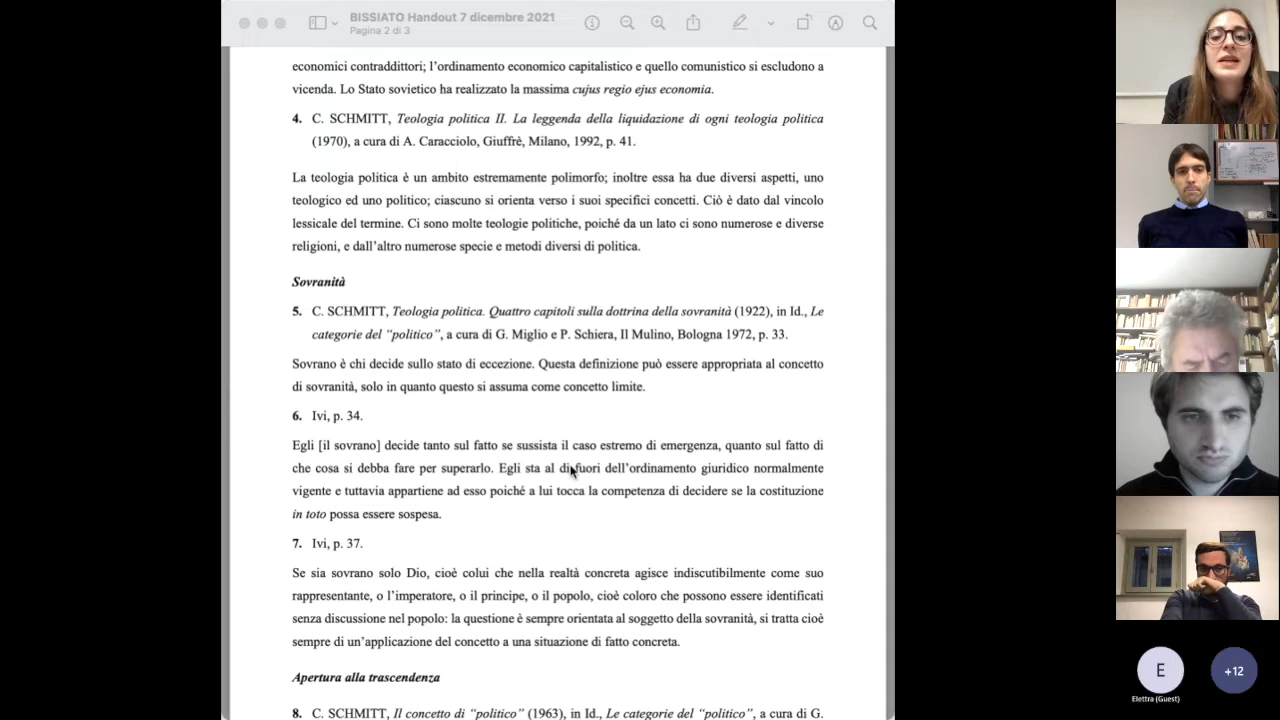 BISSIATO Handout 7 dicembre 2021
Pagina 2 di 3
economici contraddittori; l’ordinamento economico capitalistico e quello comunistico si escludono a
vicenda. Lo Stato sovietico ha realizzato la massima cujus regio ejus economia.
4. C. SCHMITT, Teologia politica II. La leggenda della liquidazione di ogni teologia politica
(1970), a cura di A. Caracciolo, Giuffrè, Milano, 1992, p. 41.
La teologia politica è un ambito estremamente polimorfo; inoltre essa ha due diversi aspetti, uno
teologico ed uno politico; ciascuno si orienta verso i suoi specifici concetti. Ciò è dato dal vincolo
lessicale del termine. Ci sono molte teologie politiche, poiché da un lato ci sono numerose e diverse
religioni, e dall’altro numerose specie e metodi diversi di politica.
Sovranità
5. C. SCHMITT, Teologia politica. Quattro capitoli sulla dottrina della sovranità (1922), in Id., Le
categorie del “politico”, a cura di G. Miglio e P. Schiera, Il Mulino, Bologna 1972, p. 33.
Sovrano è chi decide sullo stato di eccezione. Questa definizione può essere appropriata al concetto
di sovranità, solo in quanto questo si assuma come concetto limite.
6. Ivi, p. 34.
Egli [il sovrano] decide tanto sul fatto se sussista il caso estremo di emergenza, quanto sul fatto di
che cosa si debba fare per superarlo. Egli sta al di fuori dell’ordinamento giuridico normalmente
vigente e tuttavia appartiene ad esso poiché a lui tocca la competenza di decidere se la costituzione
in toto possa essere sospesa.
7. Ivi, p. 37.
Se sia sovrano solo Dio, cioè colui che nella realtà concreta agisce indiscutibilmente come suo
rappresentante, o l’imperatore, o il principe, o il popolo, cioè coloro che possono essere identificati
senza discussione nel popolo: la questione è sempre orientata al soggetto della sovranità, si tratta cioè
sempre di un’applicazione del concetto a una situazione di fatto concreta.
Apertura alla trascendenza
8. C. SCHMITT, Il concetto di “politico” (1963), in Id., Le categorie del “politico”, a cura di G.
E
+12
Elettra (Guest)